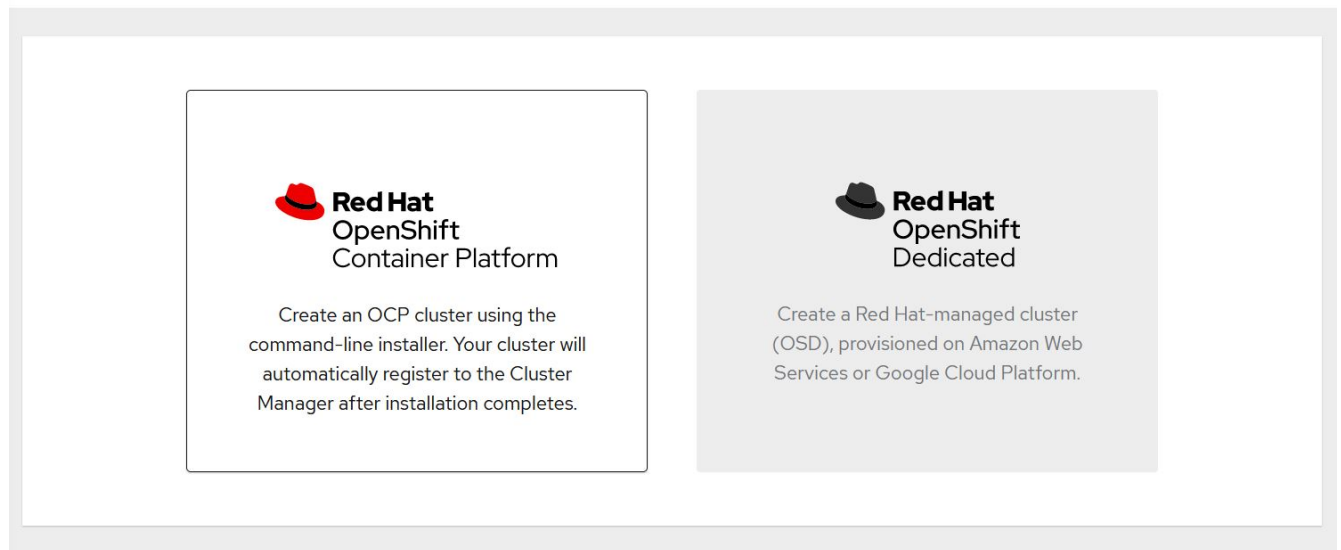 Red Hat
OpenShift
Container Platform
Create an OCP cluster using the
command-line installer. Your cluster will
automatically register to the Cluster
Manager after installation completes.
Red Hat
OpenShift
Dedicated
Create a Red Hat-managed cluster
(OSD), provisioned on Amazon Web
Services or Google Cloud Platform.